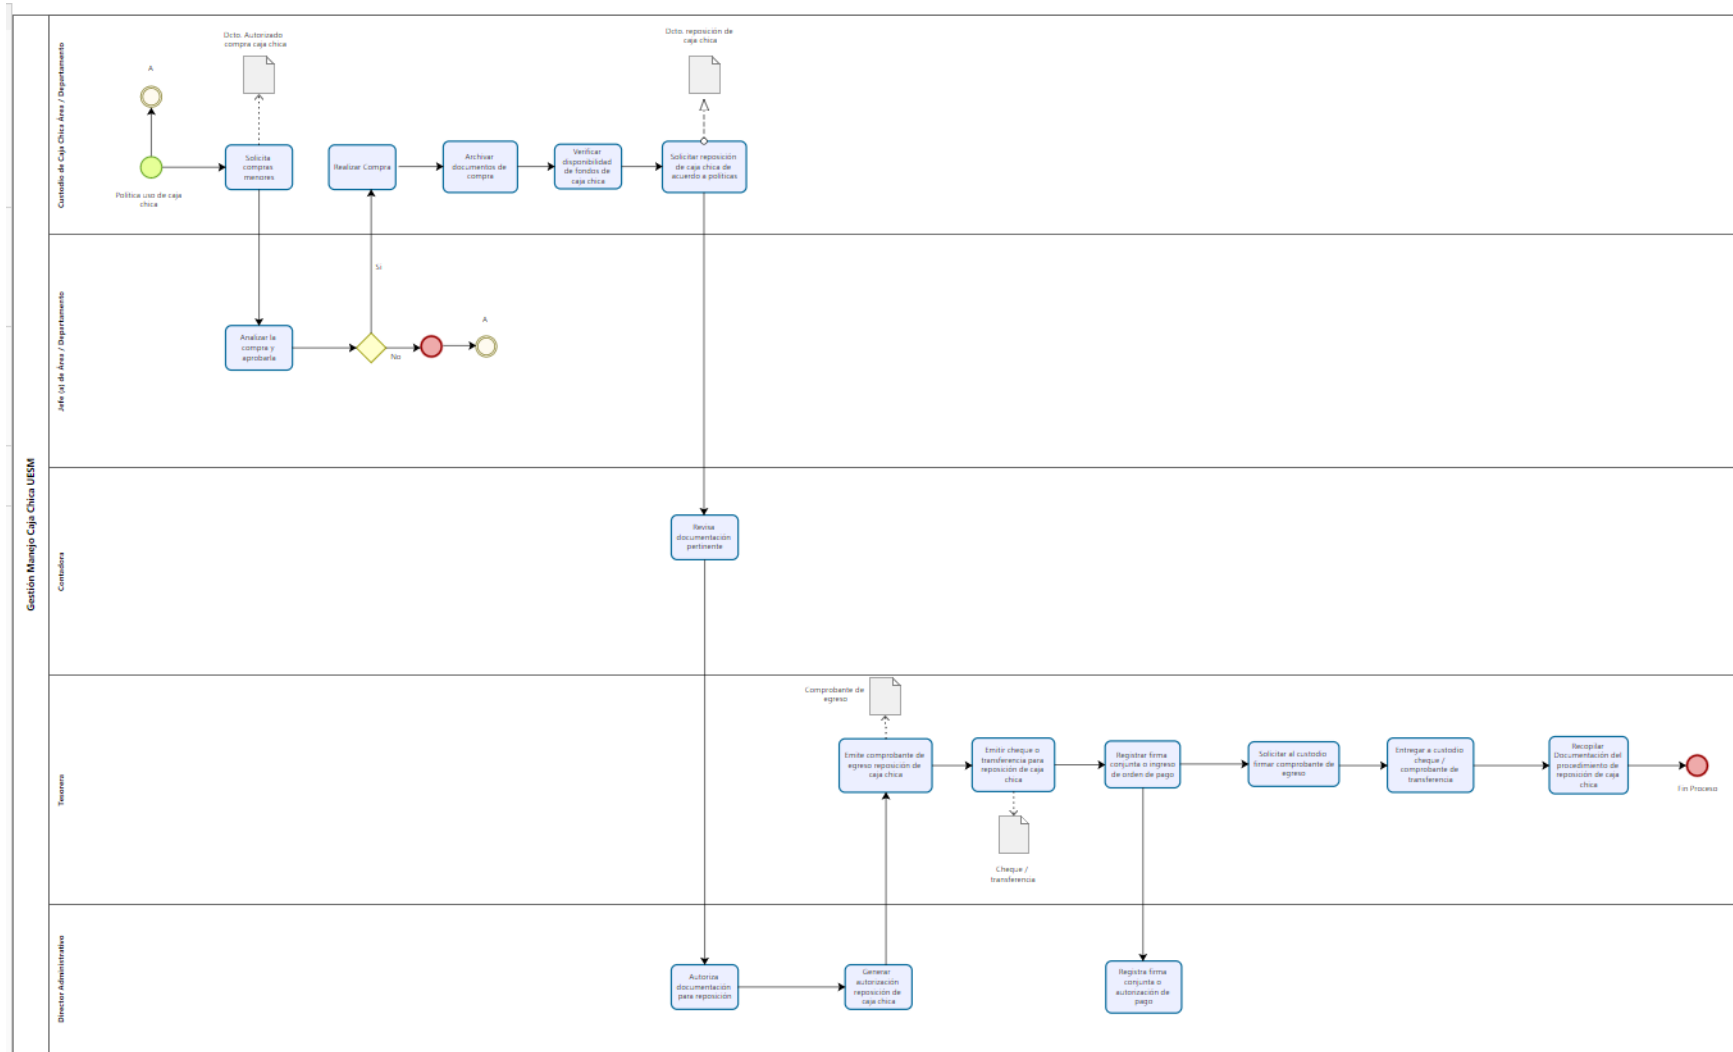 Gestión Manejo Caja Chica UESM
Custodio de Caja Chica Área / Departamento
A
Política uso de caja
chica
Dcto. Autorizado
compra caja chica
Solicita
compras
menores
Realizar Compra
Archivar
documentos de
compra
Verificar
disponibilidad
de fondos de
caja chica
Dcto. reposición de
caja chica
Solicitar reposición
de caja chica de
acuerdo a políticas
Jefe (a) de Área / Departamento
Analizar la
compra y
aprobarla
Si
No
A
Contadora
Revisa
documentación
pertinente
Tesorero
Comprobante de
egreso
Emite comprobante de
egreso reposición de
caja chica
Emitir cheque o
transferencia para
reposición de caja
chica
Cheque /
transferencia
Registrar firma
conjunta o ingreso
de orden de pago
Solicitar al custodio
firmar comprobante de
egreso
Entregar a custodio
cheque /
comprobante de
transferencia
Recopilar
Documentación del
procedimiento de
reposición de caja
chica
Fin Proceso
Director Administrativo
Autoriza
documentación
para reposición
Generar
autorización
reposición de
caja chica
Registra firma
conjunta o
autorización de
pago